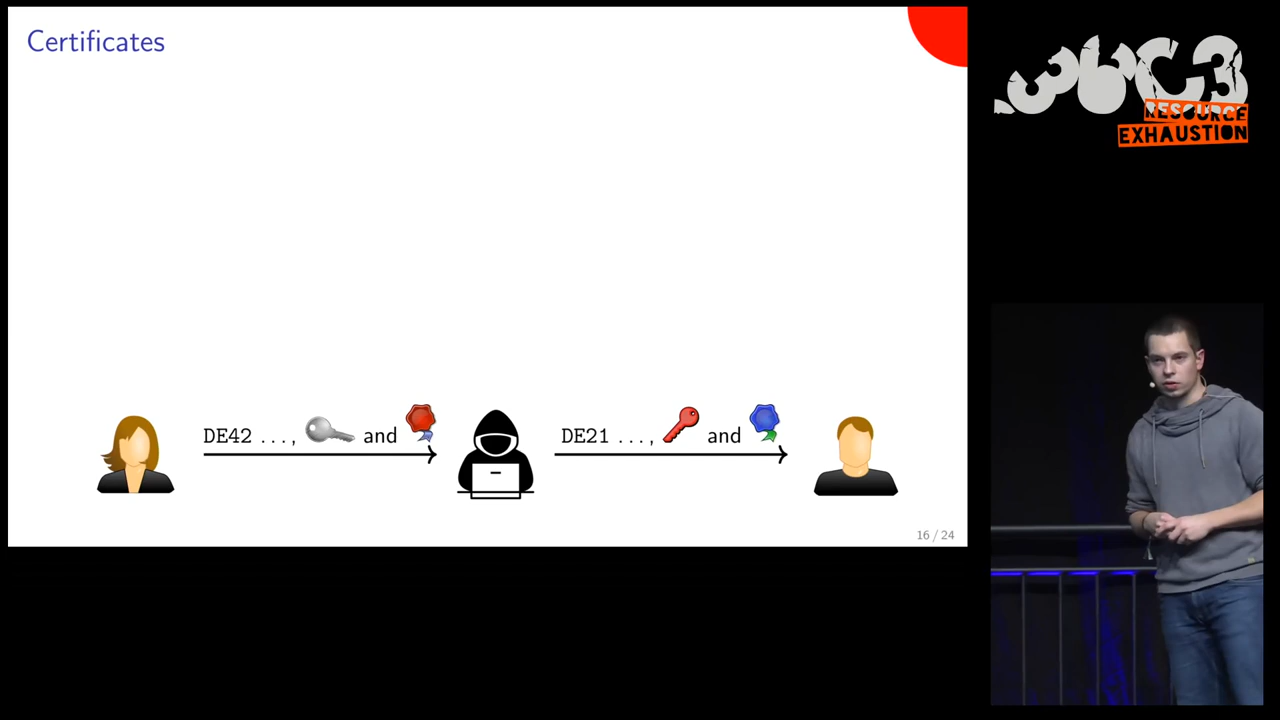 Certificates
DE42 ..., and
DE21 ..., and
16 / 24
36C3
RESOURCE
EXHAUSTION